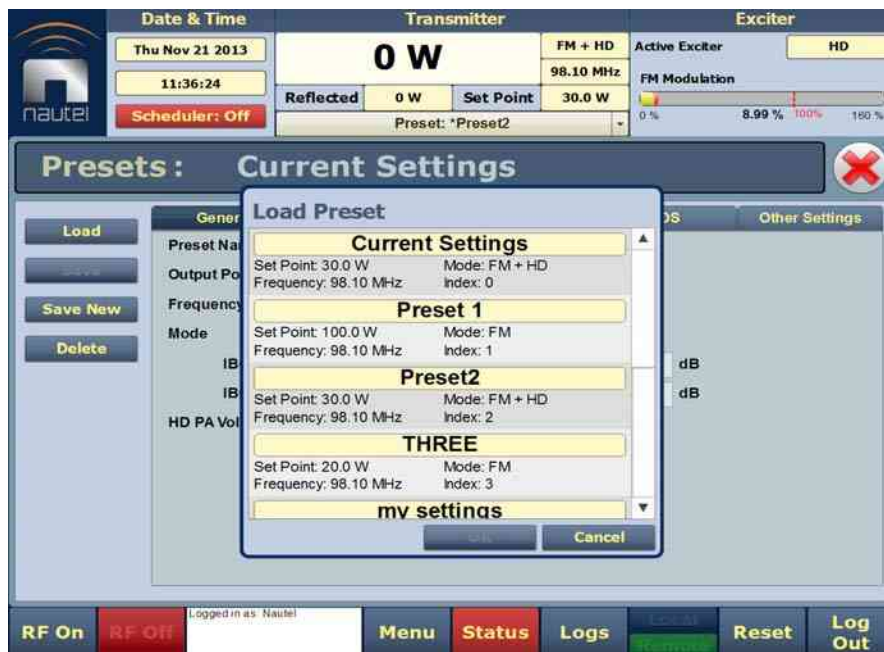 Date & Time
Transmitter
Exciter
nautel
Thu Nov 21 2013
11:36:24
Scheduler: Off
0 W
FM + HD
98.10 MHz
Reflected 0 W Set Point 30.0 W
Preset: *Preset2
Active Exciter HD
FM Modulation
0 % 8.99 % 100% 160 %
Presets : Current Settings
Load
Save
Save New
Delete
Gener
DS
Other Settings
Preset Na
Output Po
Frequency
Mode
IB
dB
IB
dB
HD PA Vol
Load Preset
Current Settings
Set Point: 30.0 W Mode: FM + HD
Frequency: 98.10 MHz Index: 0
Preset 1
Set Point: 100.0 W Mode: FM
Frequency: 98.10 MHz Index: 1
Preset2
Set Point: 30.0 W Mode: FM + HD
Frequency: 98.10 MHz Index: 2
THREE
Set Point: 20.0 W Mode: FM
Frequency: 98.10 MHz Index: 3
my settings
OK
Cancel
RF On
RF Off
Logged in as: Nautel
Menu
Status
Logs
Local
Remote
Reset
Log Out